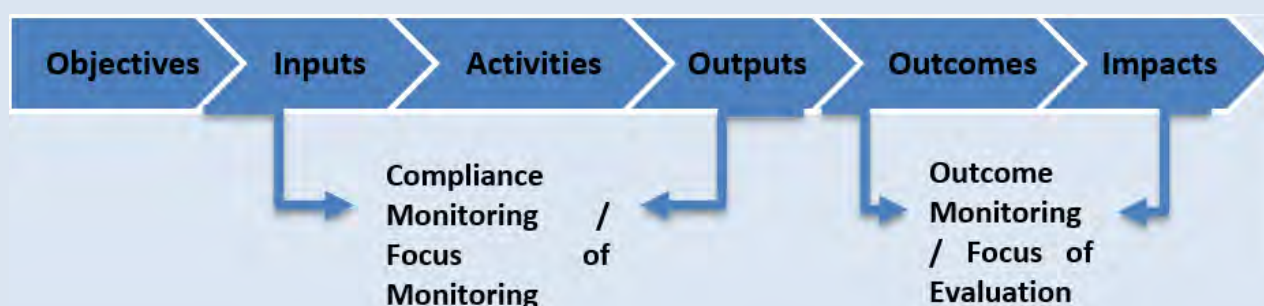 Objectives Inputs Activities Outputs Outcomes Impacts
Compliance
Monitoring /
Focus of
Monitoring
Outcome
Monitoring
/ Focus of
Evaluation